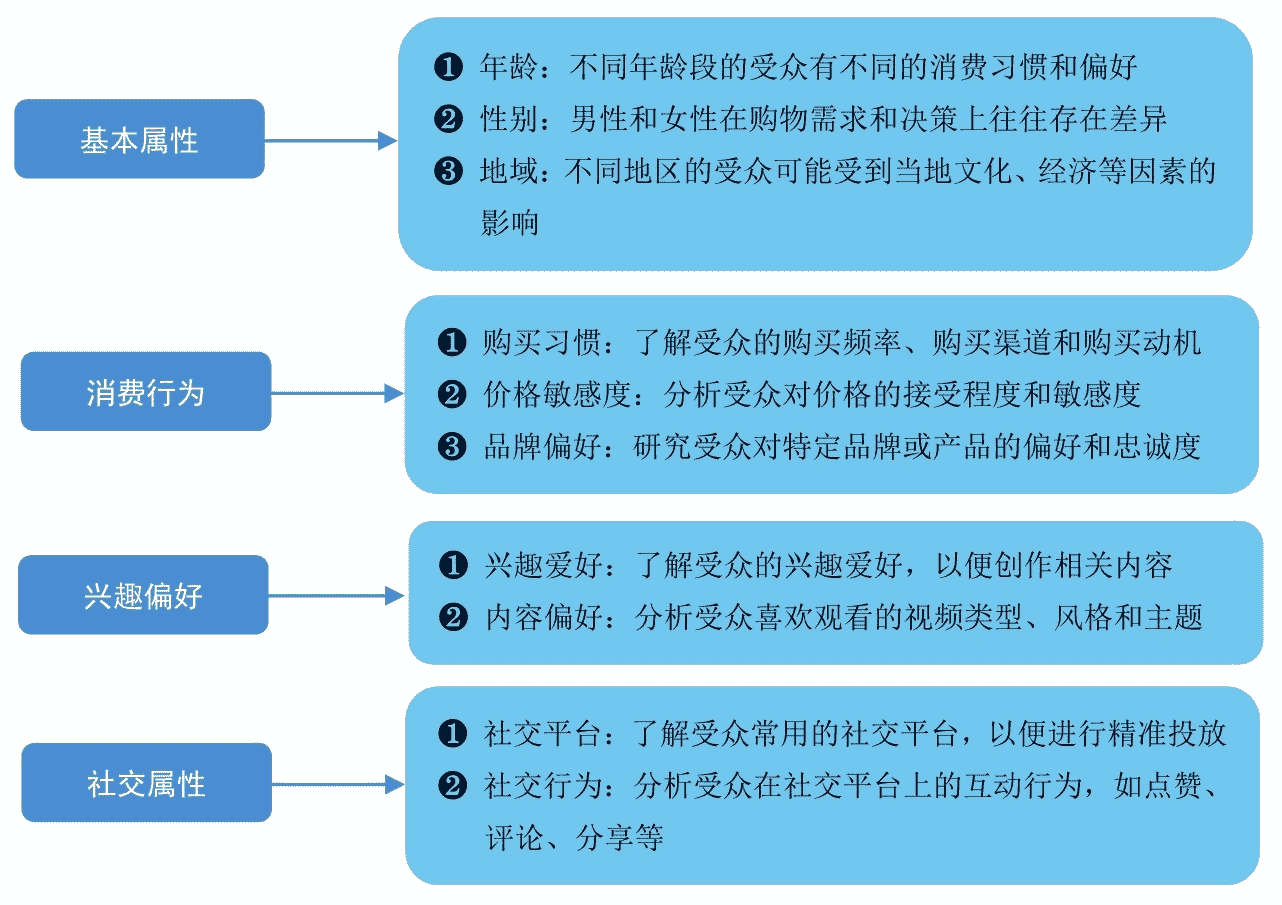 基本属性
❶ 年龄：不同年龄段的受众有不同的消费习惯和偏好
❷ 性别：男性和女性在购物需求和决策上往往存在差异
❸ 地域：不同地区的受众可能受到当地文化、经济等因素的
影响
消费行为
❶ 购买习惯：了解受众的购买频率、购买渠道和购买动机
❷ 价格敏感度：分析受众对价格的接受程度和敏感度
❸ 品牌偏好：研究受众对特定品牌或产品的偏好和忠诚度
兴趣偏好
❶ 兴趣爱好：了解受众的兴趣爱好，以便创作相关内容
❷ 内容偏好：分析受众喜欢观看的视频类型、风格和主题
社交属性
❶ 社交平台：了解受众常用的社交平台，以便进行精准投放
❷ 社交行为：分析受众在社交平台上的互动行为，如点赞、
评论、分享等